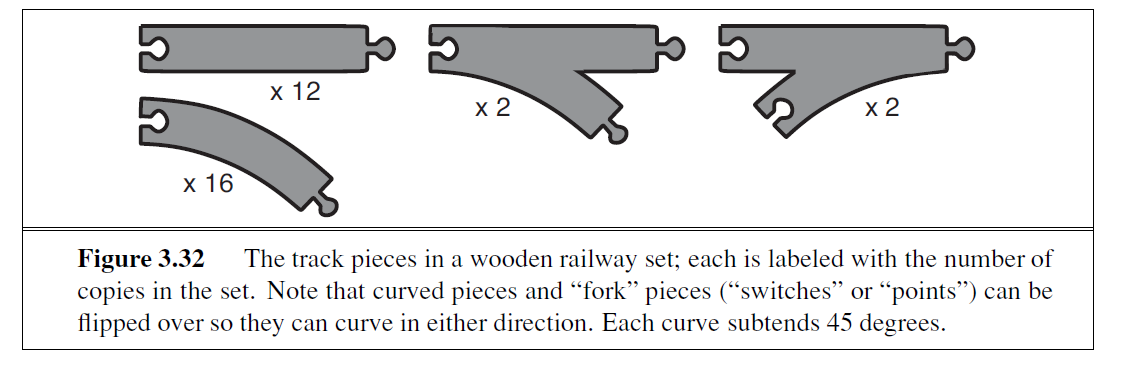 x 12
x 2
x 2
x 16
Figure 3.32 The track pieces in a wooden railway set; each is labeled with the number of
copies in the set. Note that curved pieces and “fork” pieces (“switches” or “points”) can be
flipped over so they can curve in either direction. Each curve subtends 45 degrees.